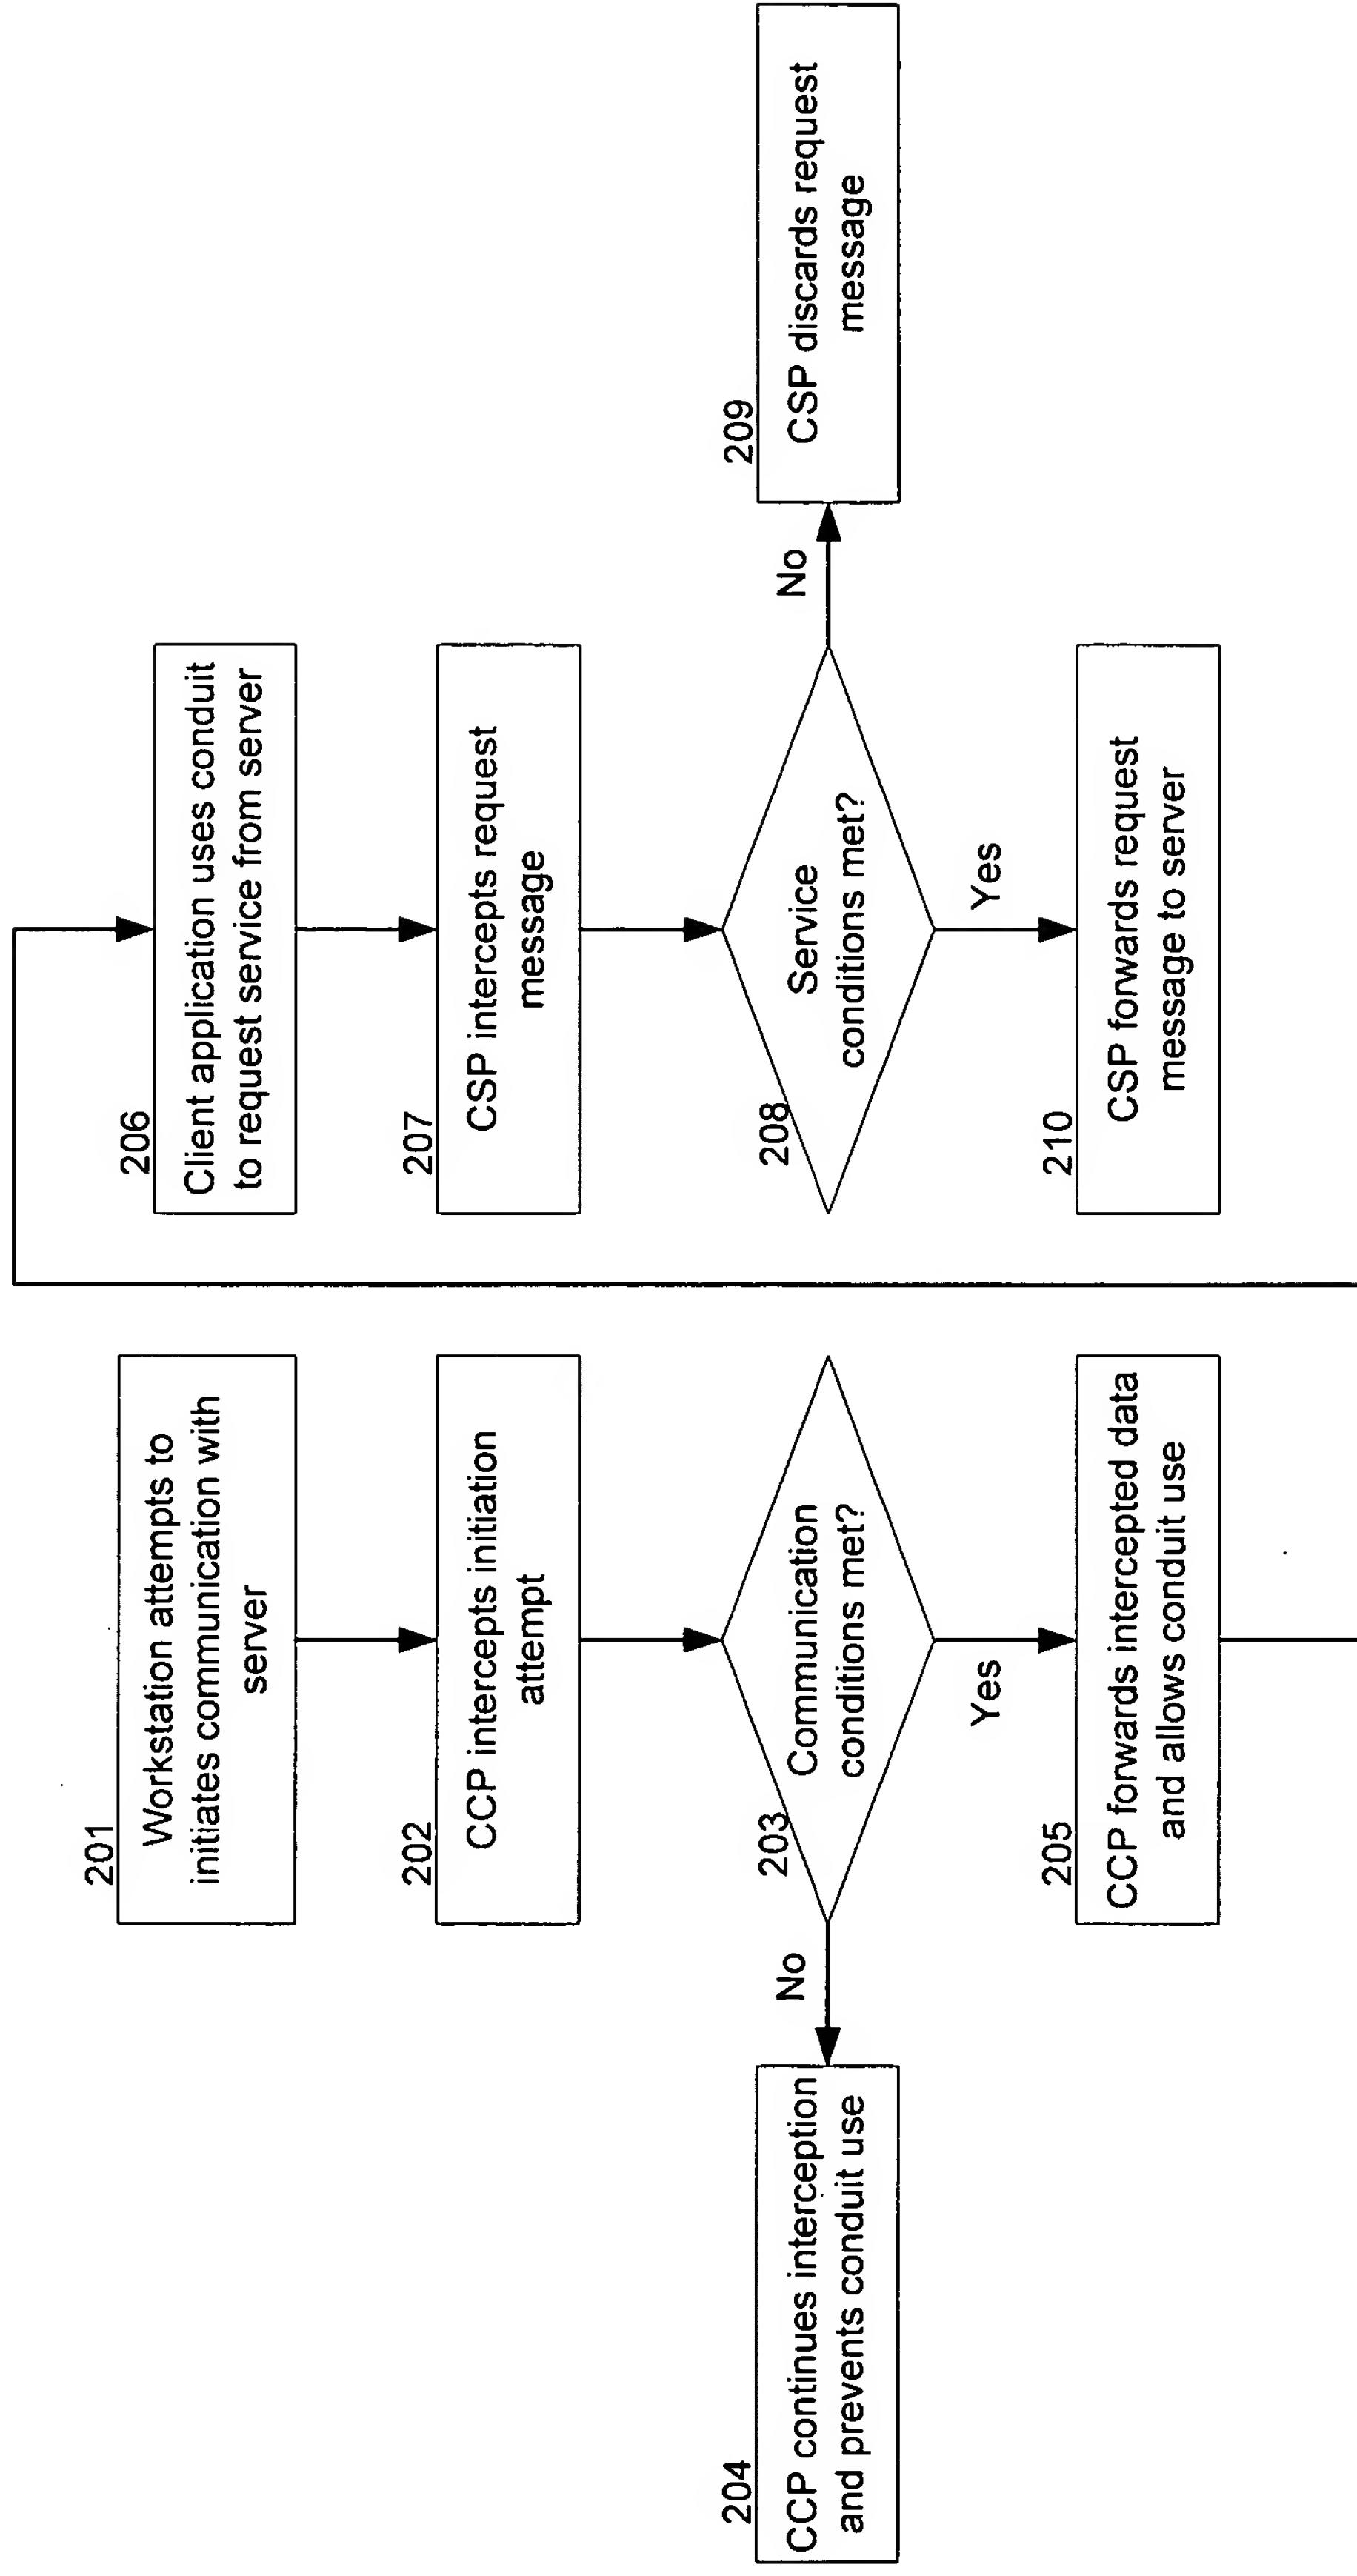 201
Workstation attempts to
initiates communication with
server
202
CCP intercepts initiation
attempt
203
Communication
conditions met?
No
204
CCP continues interception
and prevents conduit use
Yes
205
CCP forwards intercepted data
and allows conduit use
206
Client application uses conduit
to request service from server
207
CSP intercepts request
message
208
Service
conditions met?
No
209
CSP discards request
message
Yes
210
CSP forwards request
message to server